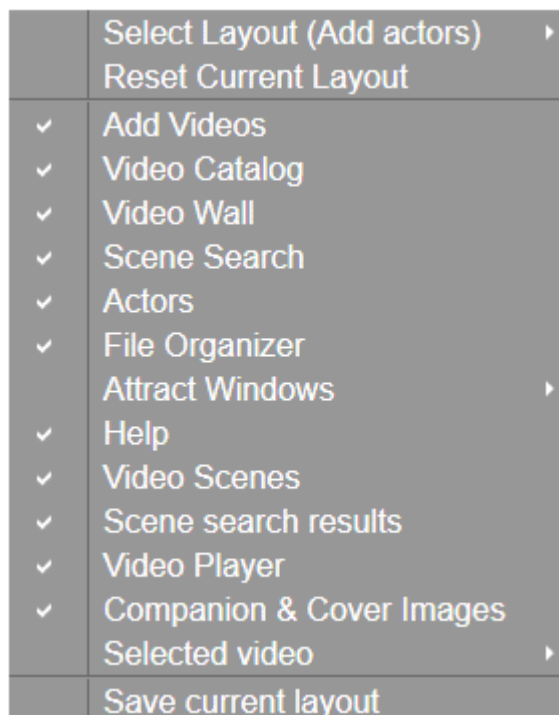 Select Layout (Add actors)
Reset Current Layout
Add Videos
Video Catalog
Video Wall
Scene Search
Actors
File Organizer
Attract Windows
Help
Video Scenes
Scene search results
Video Player
Companion & Cover Images
Selected video
Save current layout